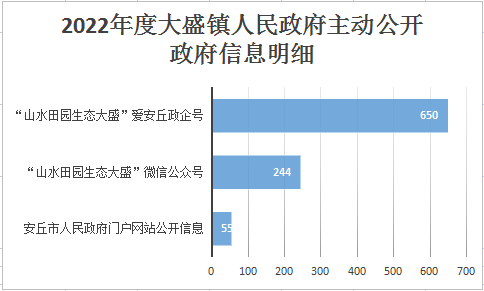 2022年度大盛镇人民政府主动公开
政府信息明细
“山水田园生态大盛”爱安丘政企号
650
“山水田园生态大盛”微信公众号
244
安丘市人民政府门户网站公开信息
55
0 100 200 300 400 500 600 700